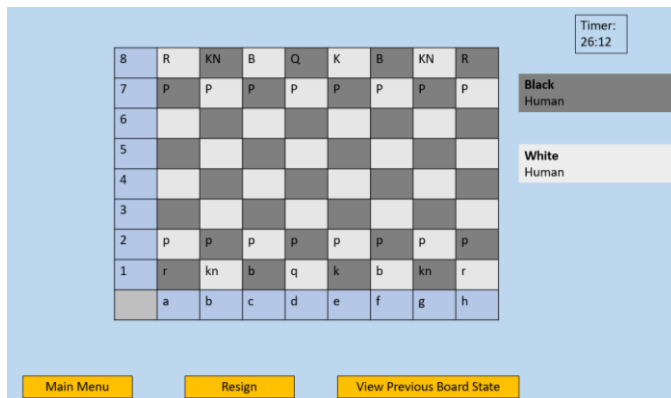 Timer:
26:12
8 R KN B Q K B KN R
7 P P P P P P P P
Black
Human
6
5
White
Human
4
3
2 p p p p p p p p
1 r kn b q k b kn r
a b c d e f g h
Main Menu Resign View Previous Board State